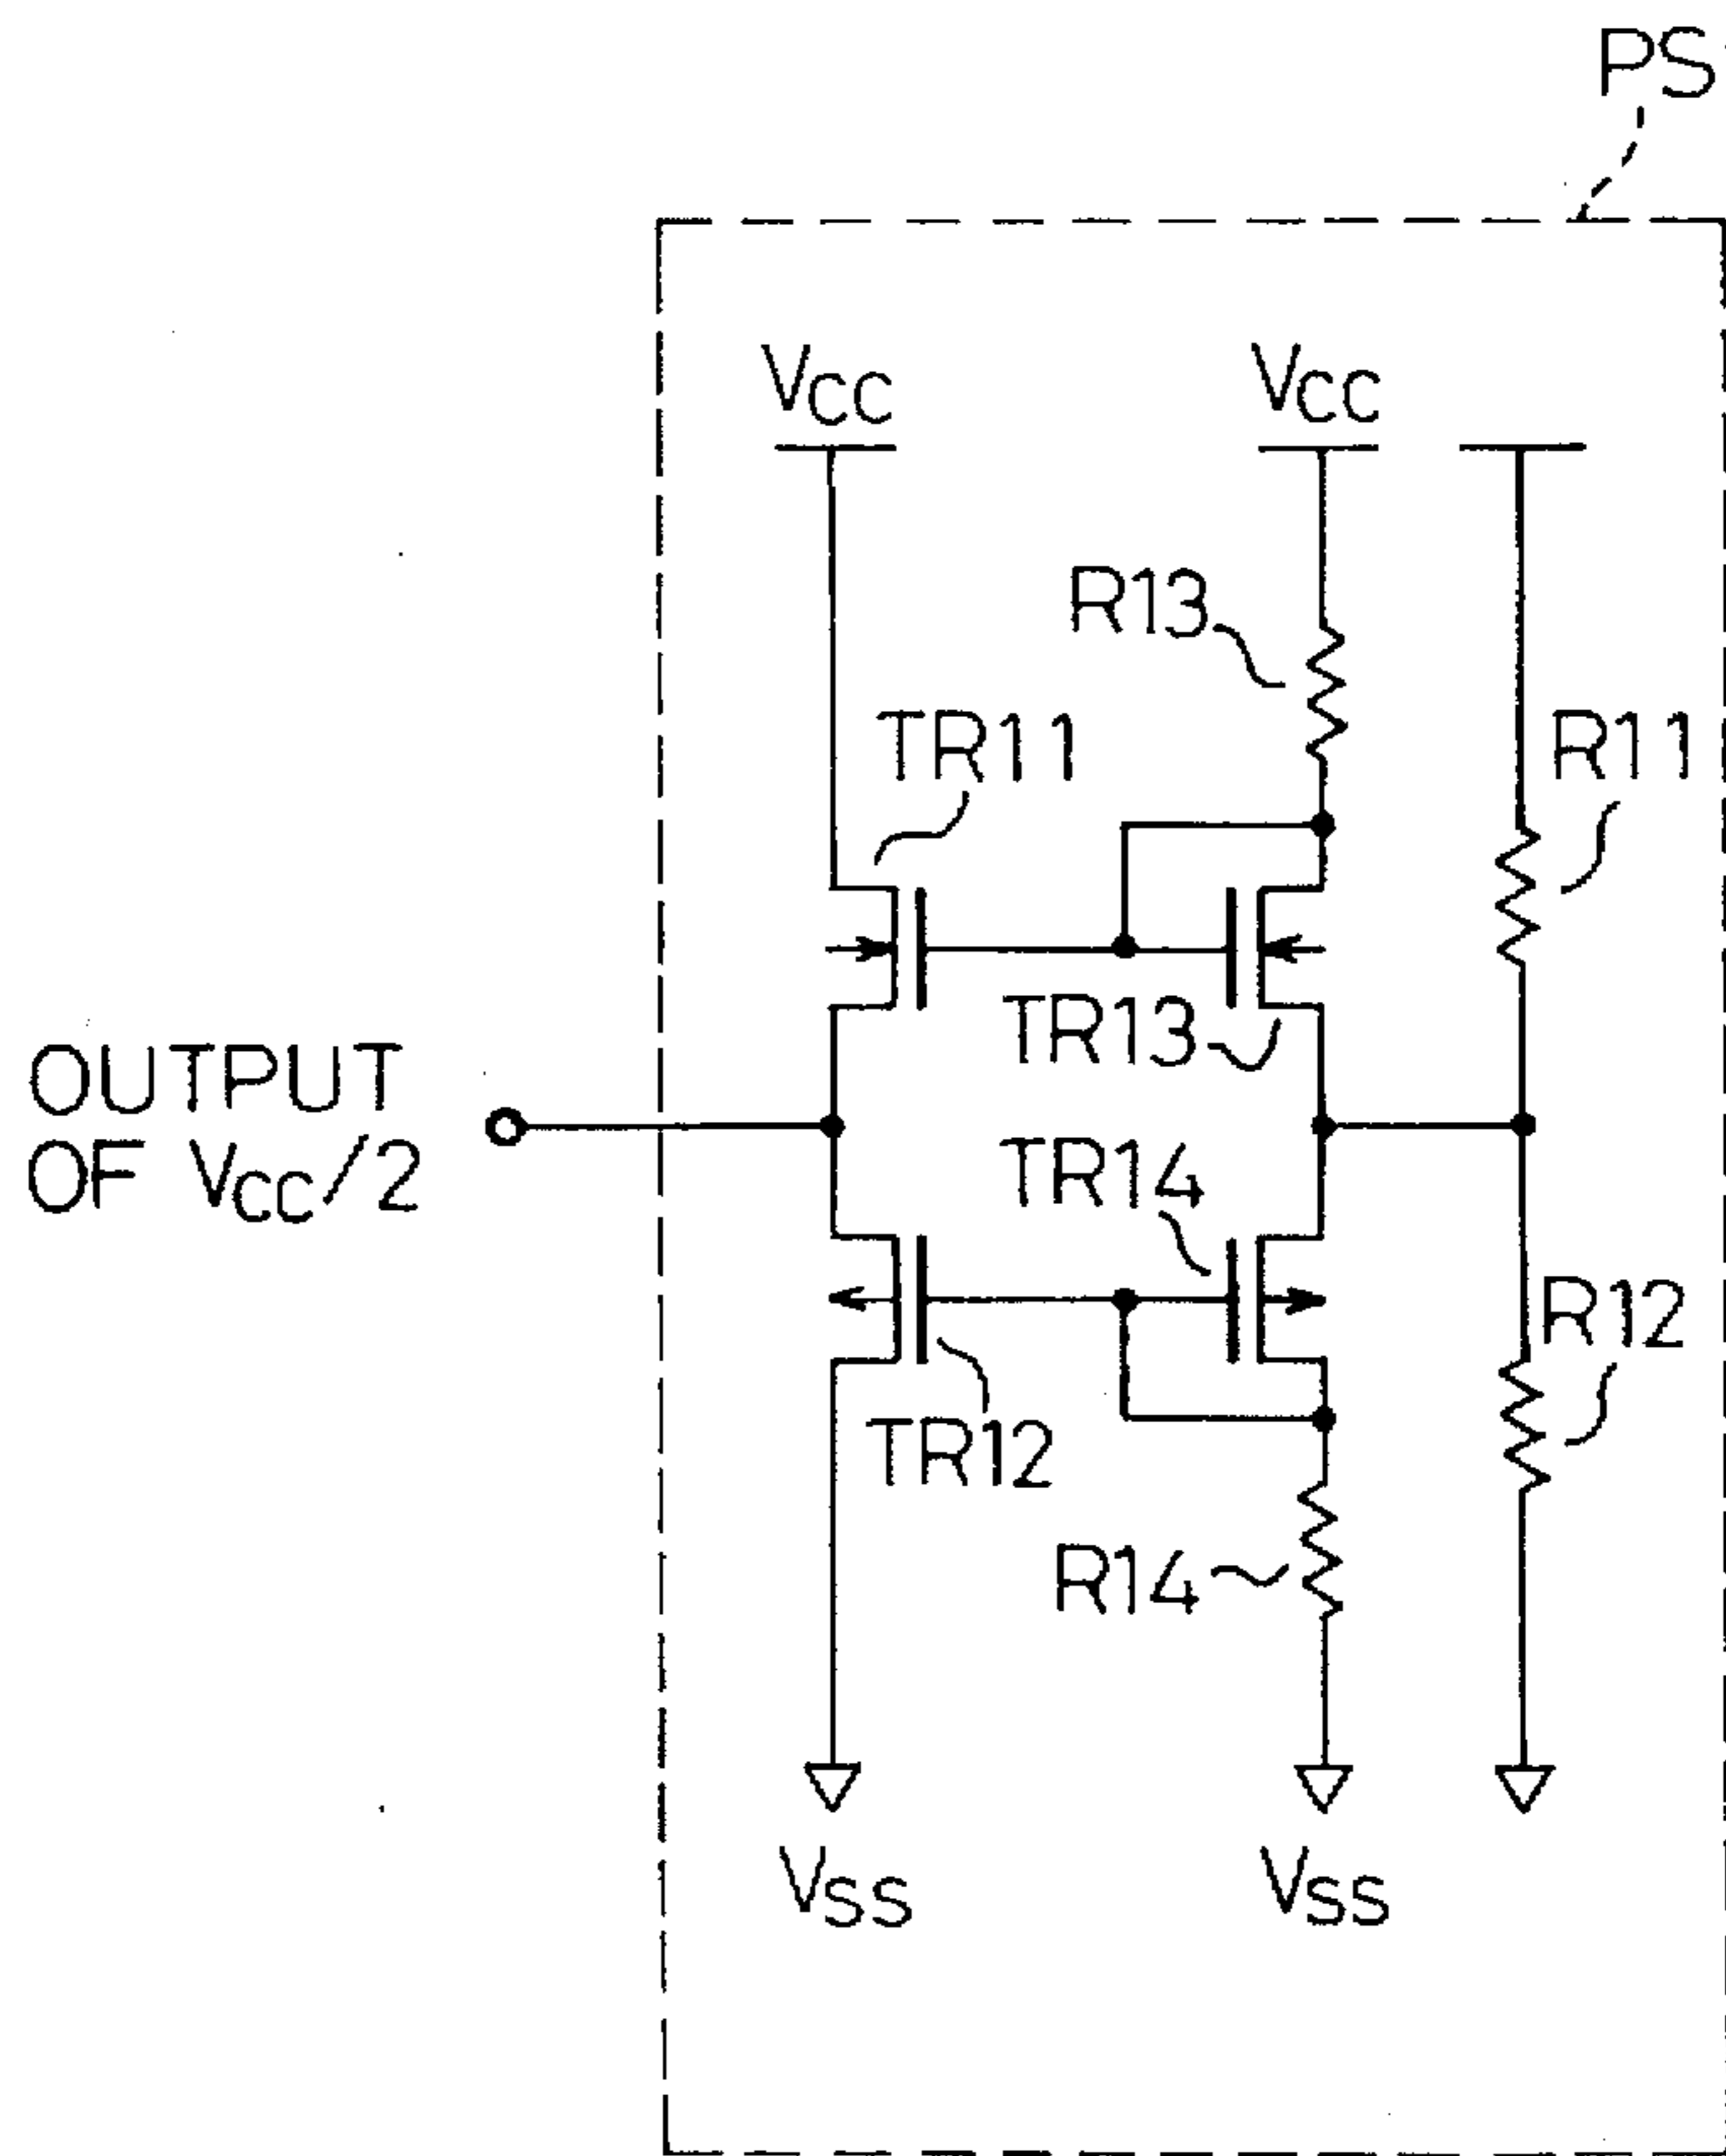 PS
Vcc Vcc
R13
TR11 R11
TR13
OUTPUT
OF Vcc/2
TR14
R12
TR12
R14
Vss Vss